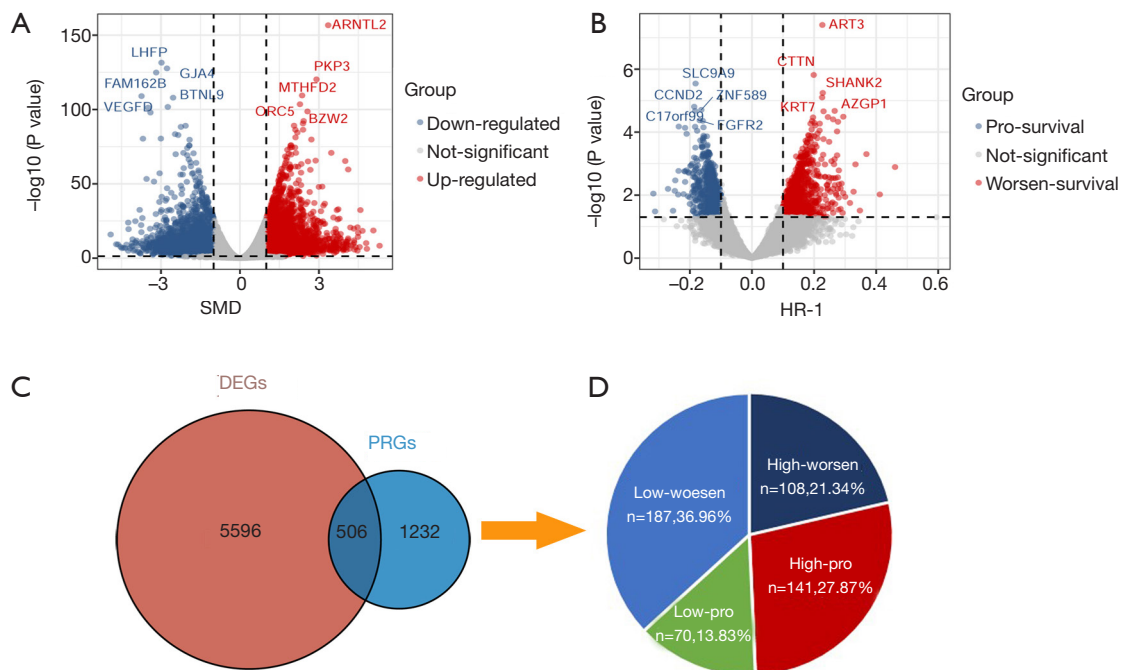 A
−log10 (P value)
150
100
50
0
ARNTL2
LHFP
GJA4
PKP3
FAM162B
MTHFD2
BTNL9
VEGFD
ORC5
BZW2
−3
0
3
SMD
Group
Down-regulated
Not-significant
Up-regulated
B
−log10 (P value)
6
4
2
0
ART3
CTTN
SLC9A9
SHANK2
CCND2
ZNF589
AZGP1
KRT7
C17orf99
FGFR2
−0.2
0.0
0.2
0.4
0.6
HR-1
Group
Pro-survival
Not-significant
Worsen-survival
C
DEGs
PRGs
5596
506
1232
D
High-worsen
n=108,21.34%
Low-woesen
n=187,36.96%
High-pro
n=141,27.87%
Low-pro
n=70,13.83%